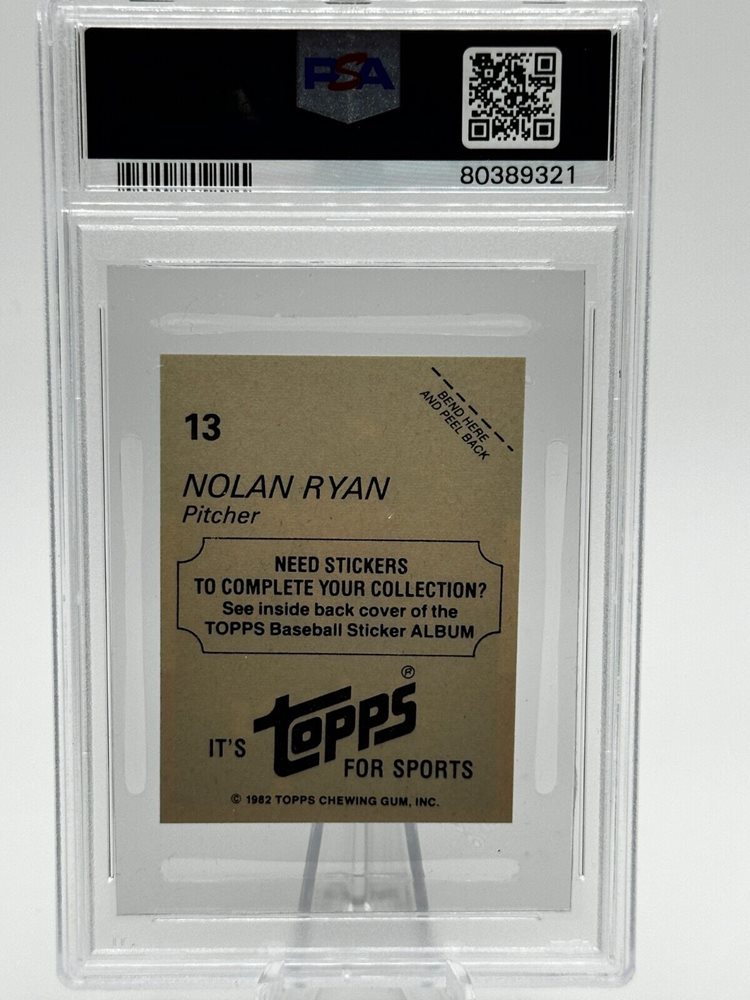 PSA
80389321
BEND HERE
AND PEEL BACK
13
NOLAN RYAN
Pitcher
NEED STICKERS
TO COMPLETE YOUR COLLECTION?
See inside back cover of the
TOPPS Baseball Sticker ALBUM
IT'S topps®
FOR SPORTS
© 1982 TOPPS CHEWING GUM, INC.